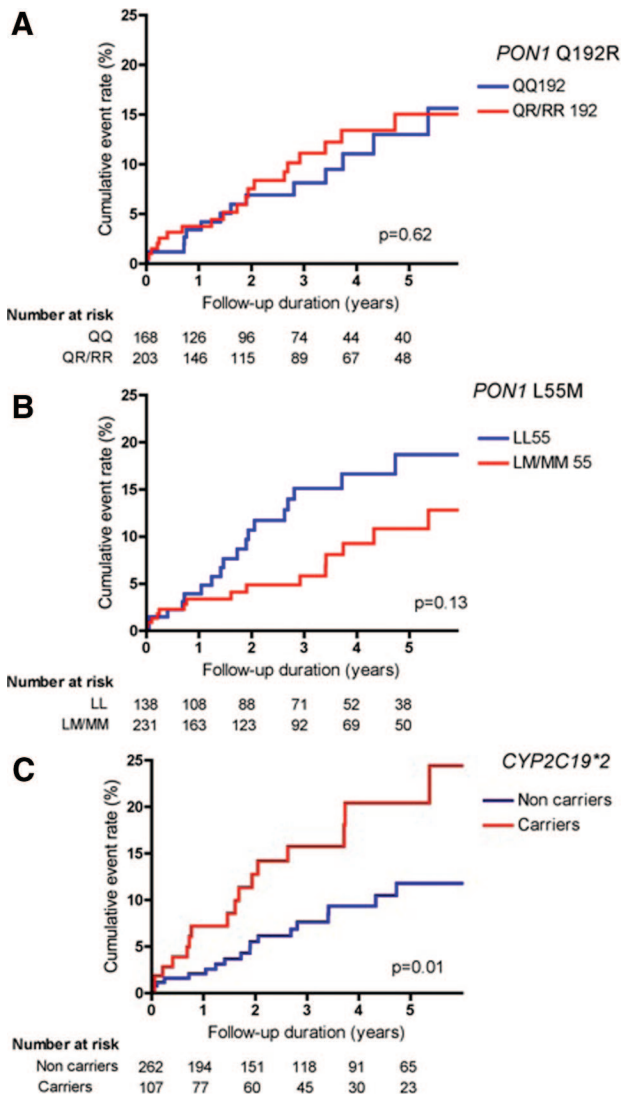 A
PON1 Q192R
QQ192
QR/RR 192
Cumulative event rate (%)
25
20
15
10
5
0
p=0.62
0 1 2 3 4 5
Follow-up duration (years)
Number at risk
QQ 168 126 96 74 44 40
QR/RR 203 146 115 89 67 48
B
PON1 L55M
LL55
LM/MM 55
Cumulative event rate (%)
25
20
15
10
5
0
p=0.13
0 1 2 3 4 5
Follow-up duration (years)
Number at risk
LL 138 108 88 71 52 38
LM/MM 231 163 123 92 69 50
C
CYP2C19*2
Non carriers
Carriers
Cumulative event rate (%)
25
20
15
10
5
0
p=0.01
0 1 2 3 4 5
Follow-up duration (years)
Number at risk
Non carriers 262 194 151 118 91 65
Carriers 107 77 60 45 30 23